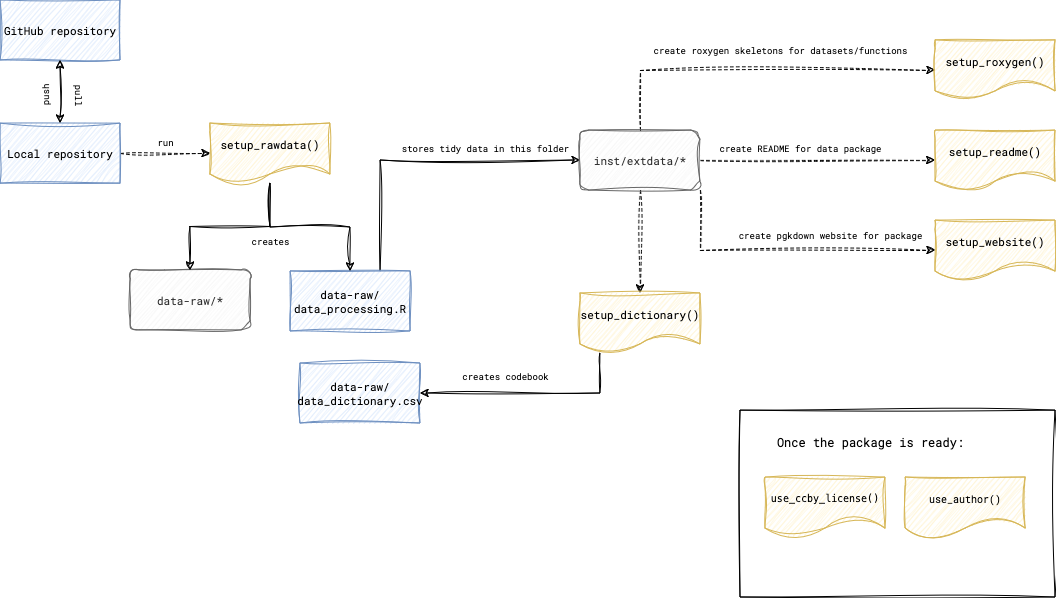 GitHub repository
push
pull
Local repository
run
setup_rawdata()
creates
data-raw/*
data-raw/
data_processing.R
stores tidy data in this folder
inst/extdata/*
create roxygen skeletons for datasets/functions
setup_roxygen()
create README for data package
setup_readme()
create pgkdown website for package
setup_website()
setup_dictionary()
creates codebook
data-raw/
data_dictionary.csv
Once the package is ready:
use_ccby_license()
use_author()